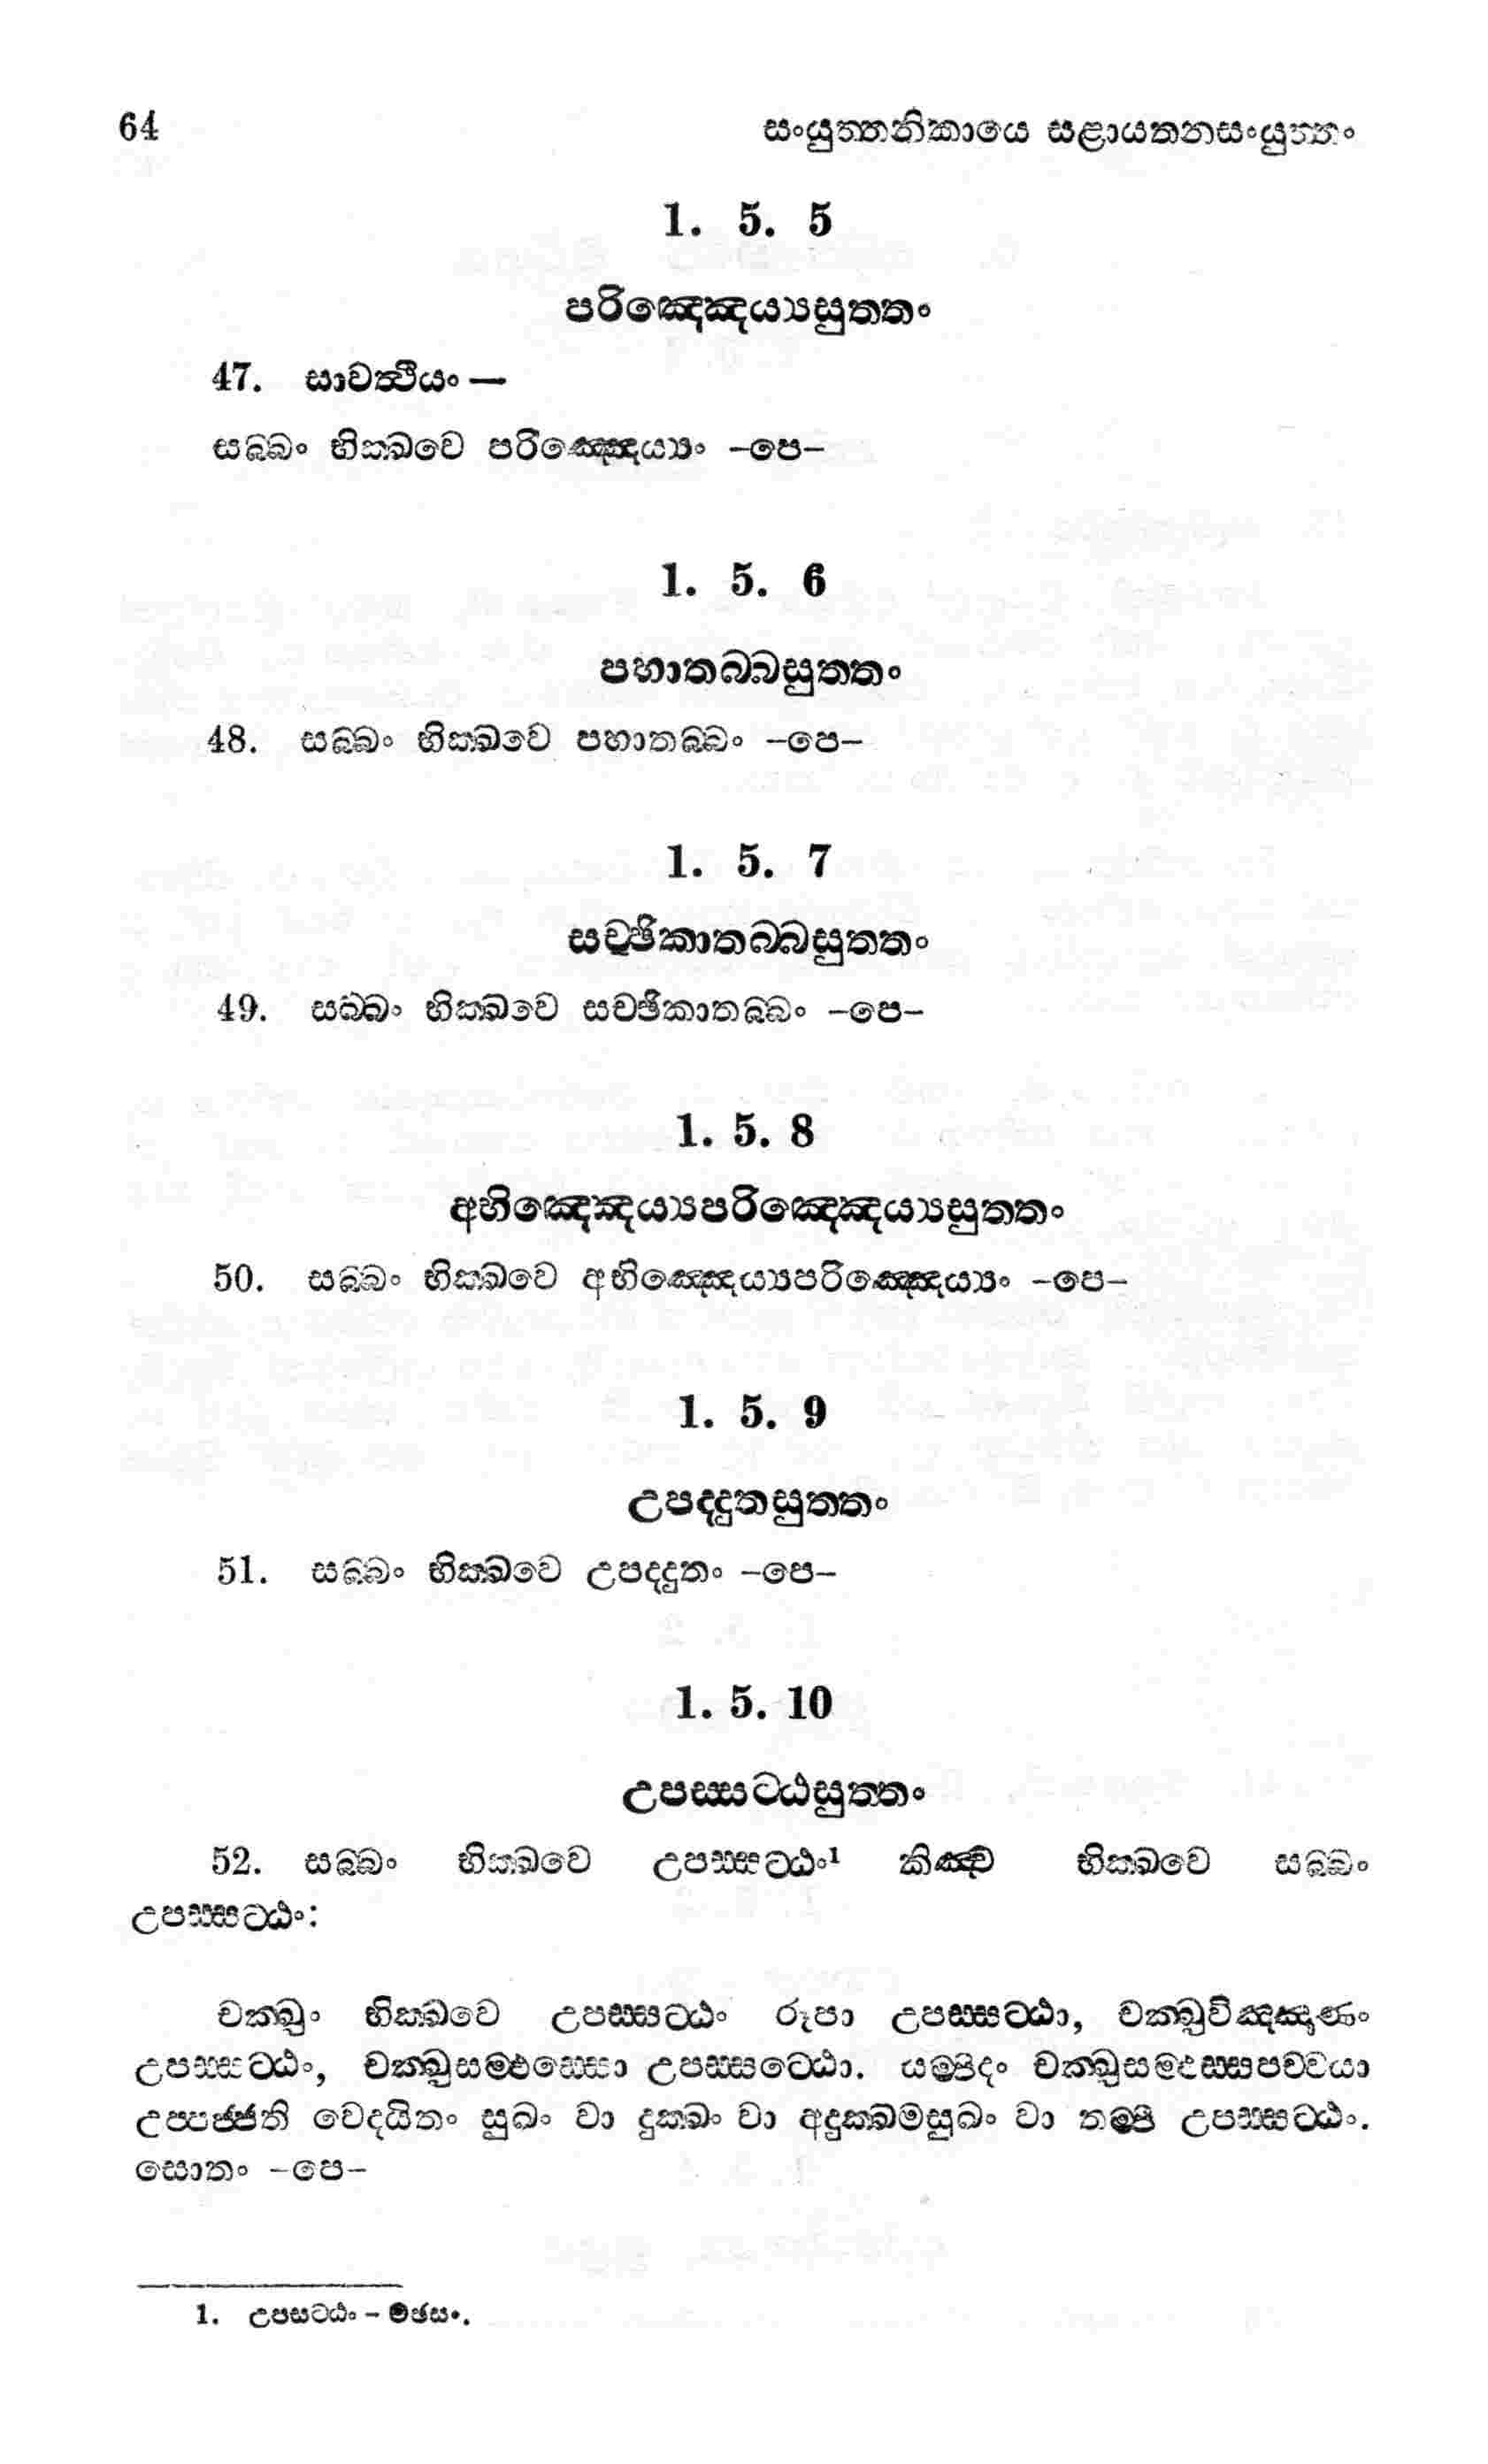 64 සංයුත්තනිකායෙ සළායතනසංයුත්තං
1. 5. 5
පරිඤ්ඤෙය්‍යසුත්තං
47. සාවත්ථියං —
සබ්බං භික්ඛවෙ පරිඤ්ඤෙය්‍යං –පෙ–
1. 5. 6
පහාතබ්බසුත්තං
48. සබ්බං භික්ඛවෙ පහාතබ්බං –පෙ–
1. 5. 7
සච්ඡිකාතබ්බසුත්තං
49. සබ්බං භික්ඛවෙ සච්ඡිකාතබ්බං –පෙ–
1. 5. 8
අභිඤ්ඤෙය්‍යපරිඤ්ඤෙය්‍යසුත්තං
50. සබ්බං භික්ඛවෙ අභිඤ්ඤෙය්‍යපරිඤ්ඤෙය්‍යං –පෙ–
1. 5. 9
උපද්දුතසුත්තං
51. සබ්බං භික්ඛවෙ උපද්දුතං –පෙ–
1. 5. 10
උපස්සට්ඨසුත්තං
52. සබ්බං භික්ඛවෙ උපස්සට්ඨං¹ කිඤ්ච භික්ඛවෙ සබ්බං
උපස්සට්ඨං:
චක්ඛුං භික්ඛවෙ උපස්සට්ඨං රූපා උපස්සට්ඨා, චක්ඛුවිඤ්ඤාණං
උපස්සට්ඨං, චක්ඛුසම්ඵස්සො උපස්සට්ඨො. යම්පිදං චක්ඛුසම්ඵස්සපච්චයා
උප්පජ්ජති වෙදයිතං සුඛං වා දුක්ඛං වා අදුක්ඛමසුඛං වා තම්පි උපස්සට්ඨං.
සොතං –පෙ–
1. උපසට්ඨං – මඡසං.